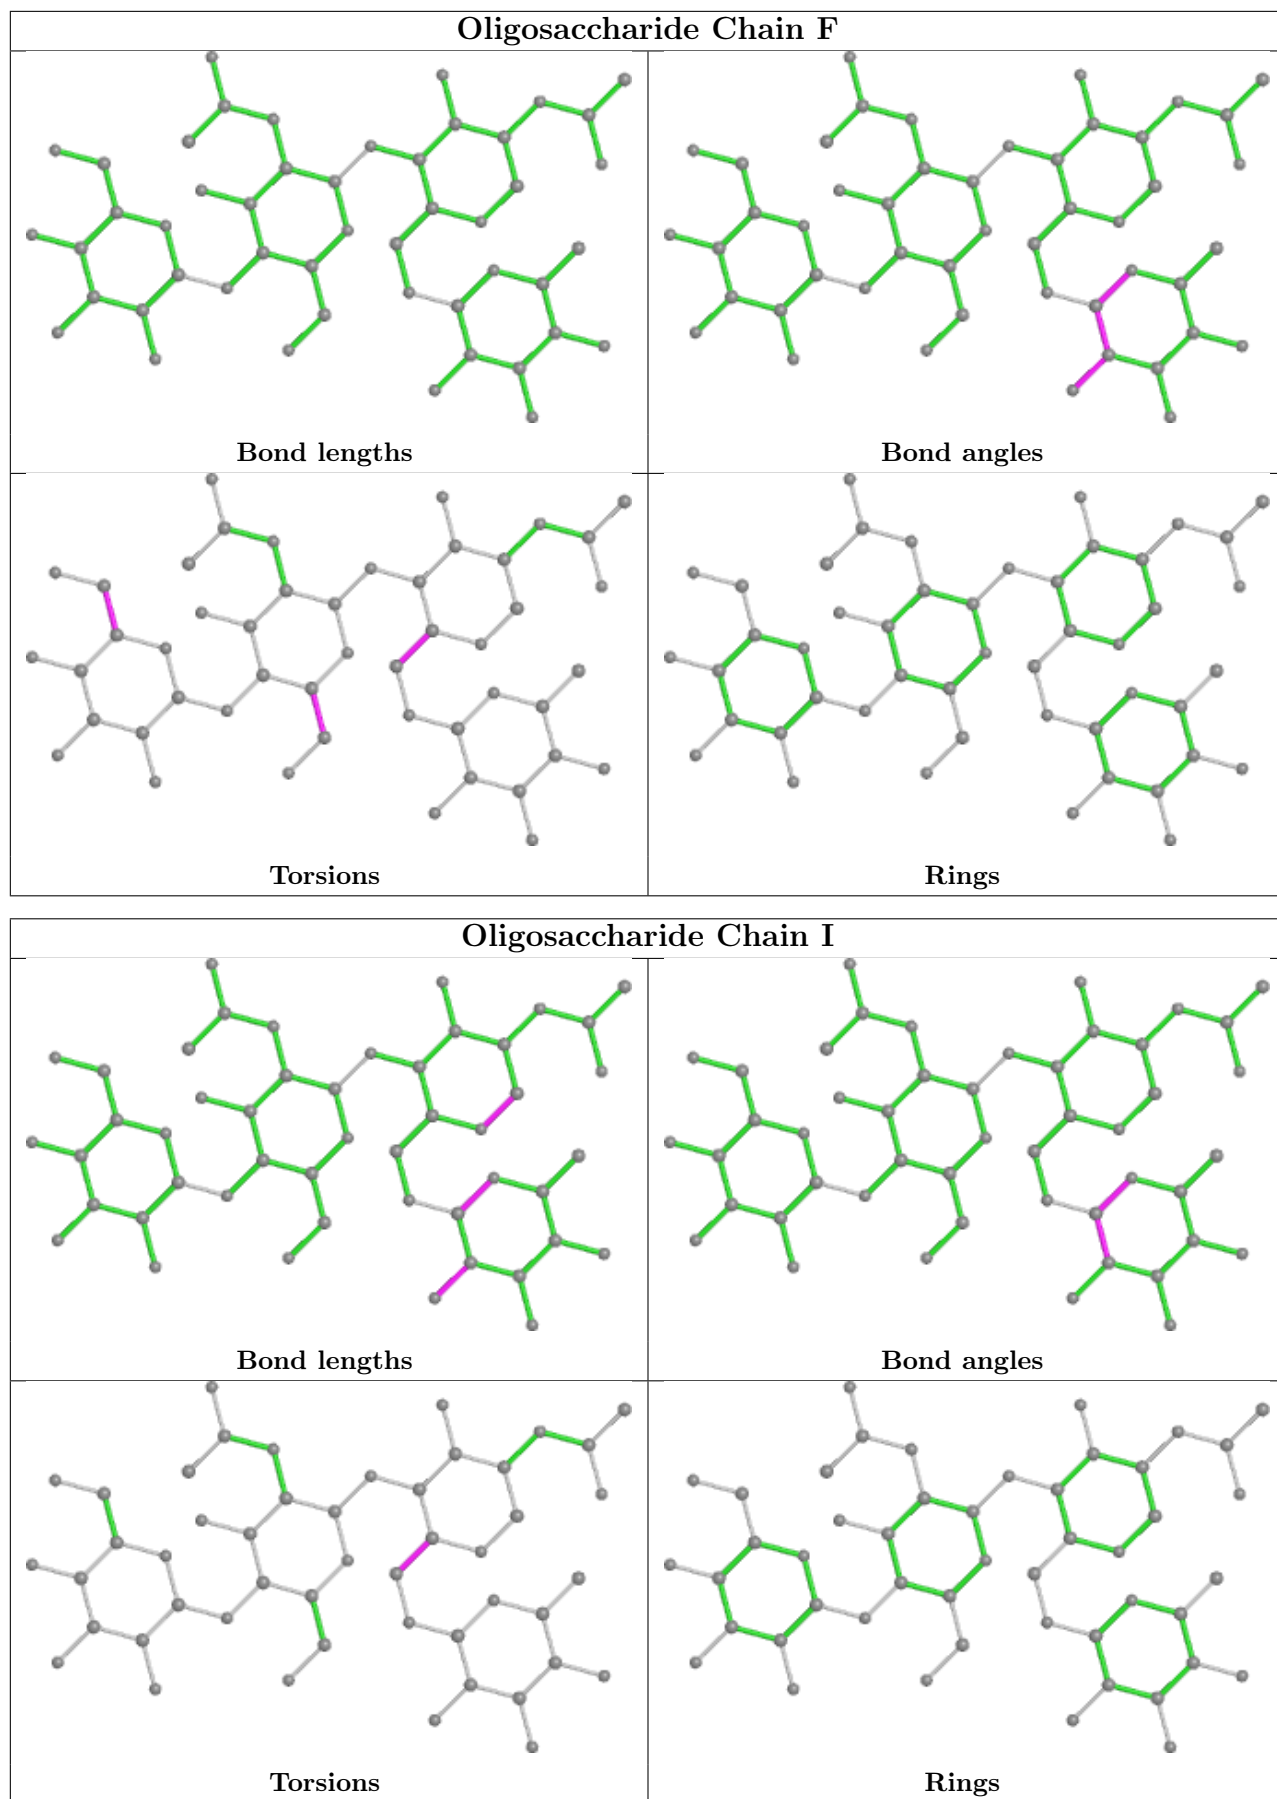 Oligosaccharide Chain F
Bond lengths
Bond angles
Torsions
Rings
Oligosaccharide Chain I
Bond lengths
Bond angles
Torsions
Rings